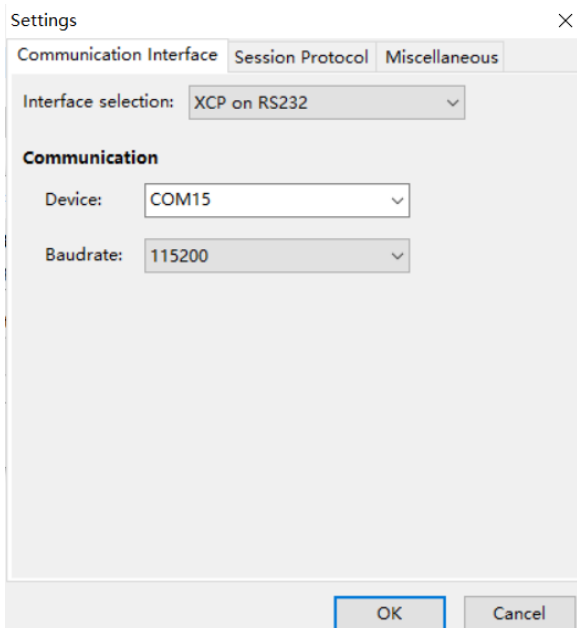 Settings
Communication Interface Session Protocol Miscellaneous
Interface selection: XCP on RS232
Communication
Device: COM15
Baudrate: 115200
OK Cancel